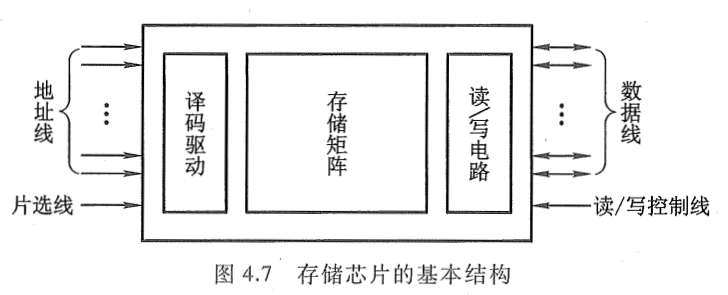 地址线
片选线
译码驱动
存储矩阵
读/写电路
数据线
读/写控制线
图 4.7 存储芯片的基本结构